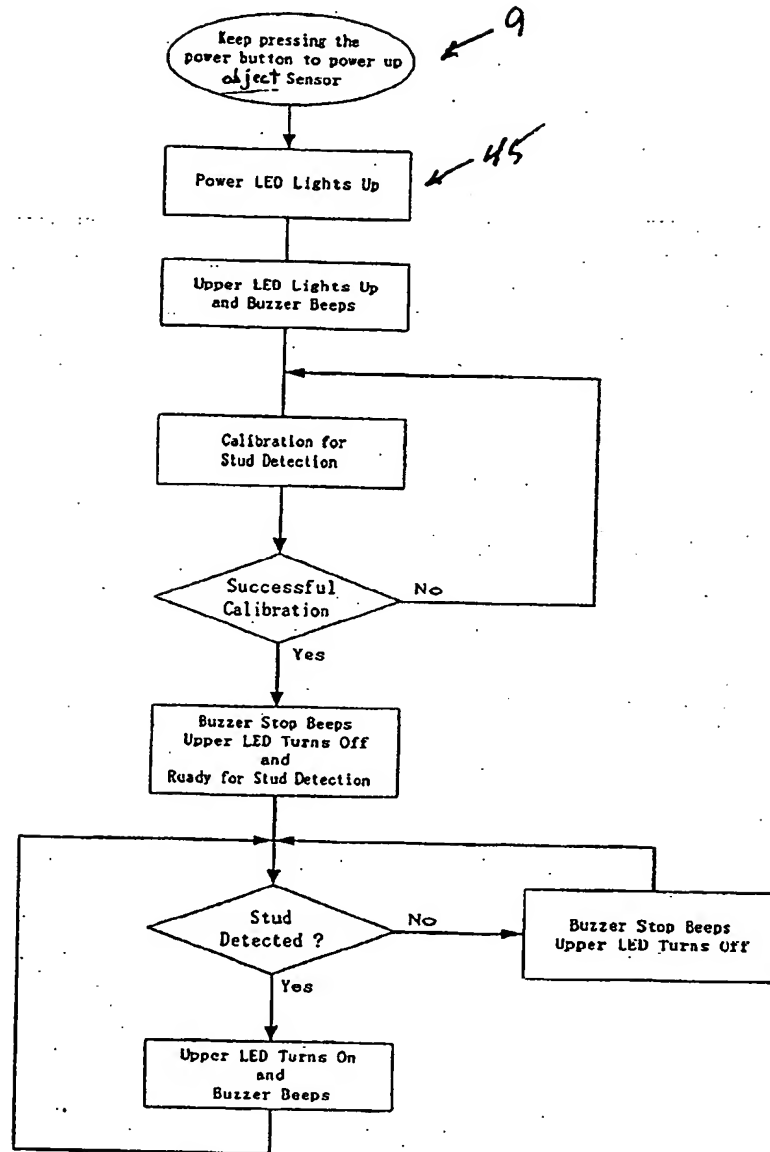 Keep pressing the
power button to power up
object Sensor
9
Power LED Lights Up
45
Upper LED Lights Up
and Buzzer Beeps
Calibration for
Stud Detection
Successful
Calibration
No
Yes
Buzzer Stop Beeps
Upper LED Turns Off
and
Ready for Stud Detection
Stud
Detected ?
No
Buzzer Stop Beeps
Upper LED Turns Off
Yes
Upper LED Turns On
and
Buzzer Beeps